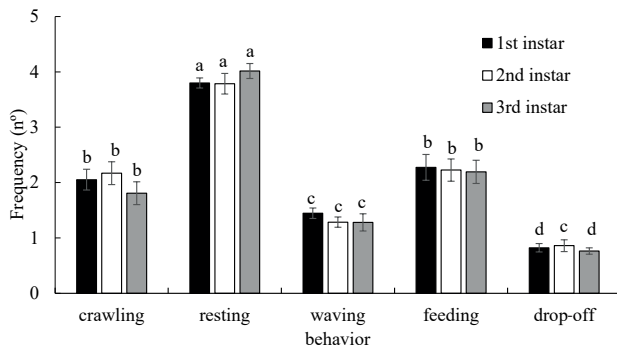 5
4
3
2
1
0
Frequency (nº)
1st instar
2nd instar
3rd instar
b b b
a a a
c c c
b b b
d c d
crawling resting waving feeding drop-off
behavior